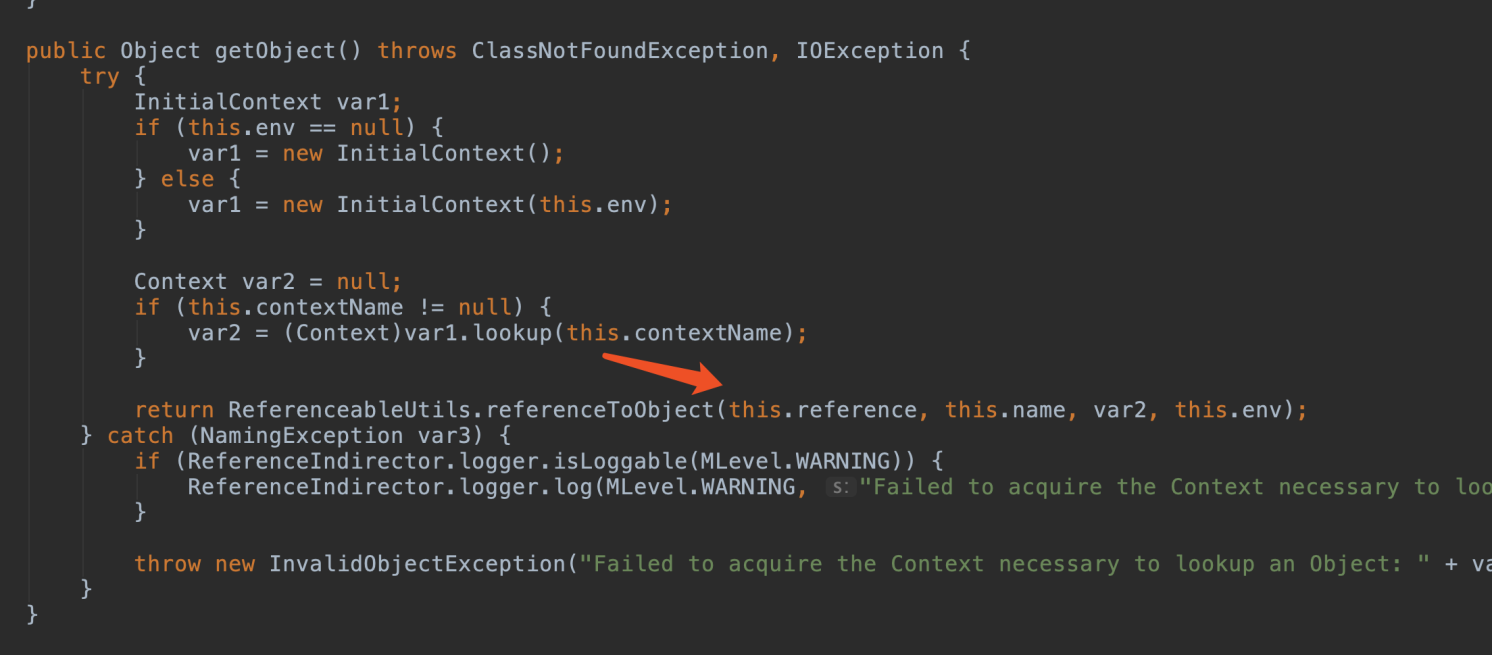 }
public Object getObject() throws ClassNotFoundException, IOException {
try {
InitialContext var1;
if (this.env == null) {
var1 = new InitialContext();
} else {
var1 = new InitialContext(this.env);
}
Context var2 = null;
if (this.contextName != null) {
var2 = (Context)var1.lookup(this.contextName);
}
return ReferenceableUtils.referenceToObject(this.reference, this.name, var2, this.env);
} catch (NamingException var3) {
if (ReferenceIndirector.logger.isLoggable(MLevel.WARNING)) {
ReferenceIndirector.logger.log(MLevel.WARNING, s: "Failed to acquire the Context necessary to loo
}
throw new InvalidObjectException("Failed to acquire the Context necessary to lookup an Object: " + va
}
}